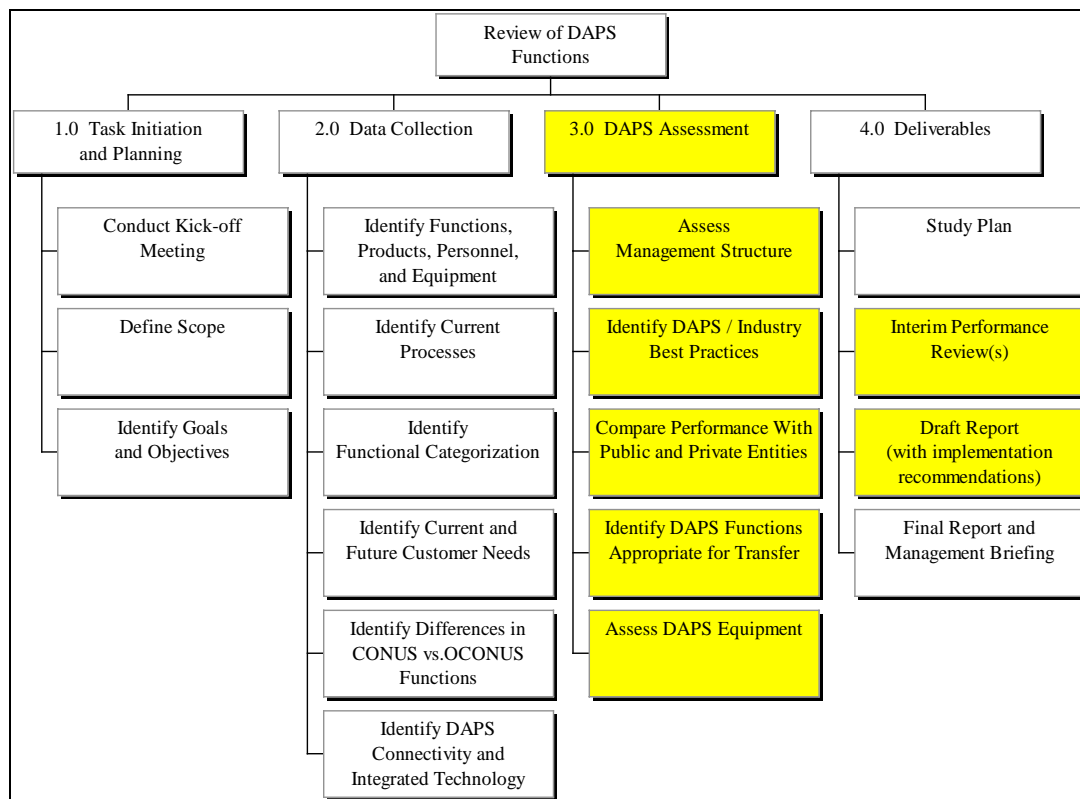 Review of DAPS
Functions
1.0  Task Initiation
and Planning
2.0  Data Collection
3.0  DAPS Assessment
4.0  Deliverables
Conduct Kick-off
Meeting
Define Scope
Identify Goals
and Objectives
Identify Functions,
Products, Personnel,
and Equipment
Identify Current
Processes
Identify
Functional Categorization
Identify Current and
Future Customer Needs
Identify Differences in
CONUS vs.OCONUS
Functions
Identify DAPS
Connectivity and
Integrated Technology
Assess
Management Structure
Identify DAPS / Industry
Best Practices
Compare Performance With
Public and Private Entities
Identify DAPS Functions
Appropriate for Transfer
Assess DAPS Equipment
Study Plan
Interim Performance
Review(s)
Draft Report
(with implementation
recommendations)
Final Report and
Management Briefing